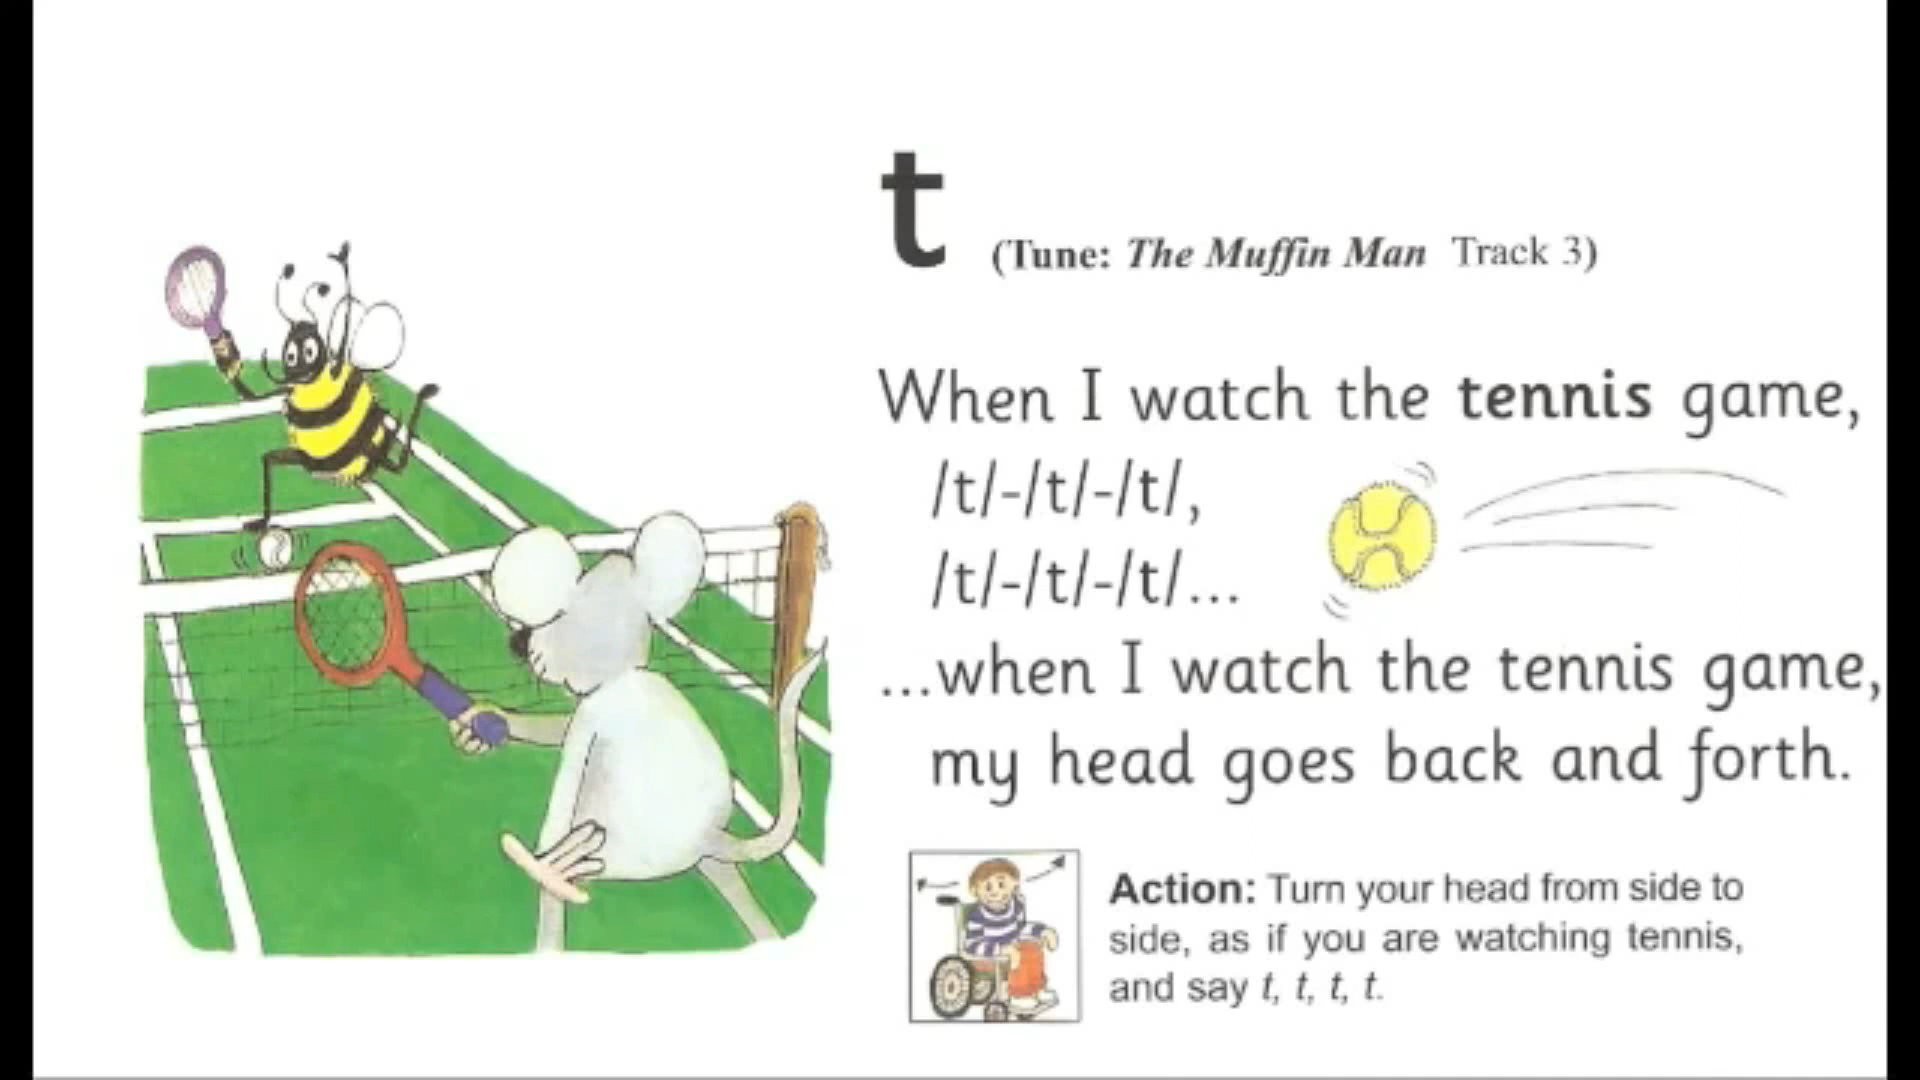 t (Tune: The Muffin Man Track 3)
When I watch the tennis game,
/t/-/t/-/t/,
/t/-/t/-/t/...
...when I watch the tennis game,
my head goes back and forth.
Action: Turn your head from side to
side, as if you are watching tennis,
and say t, t, t, t.